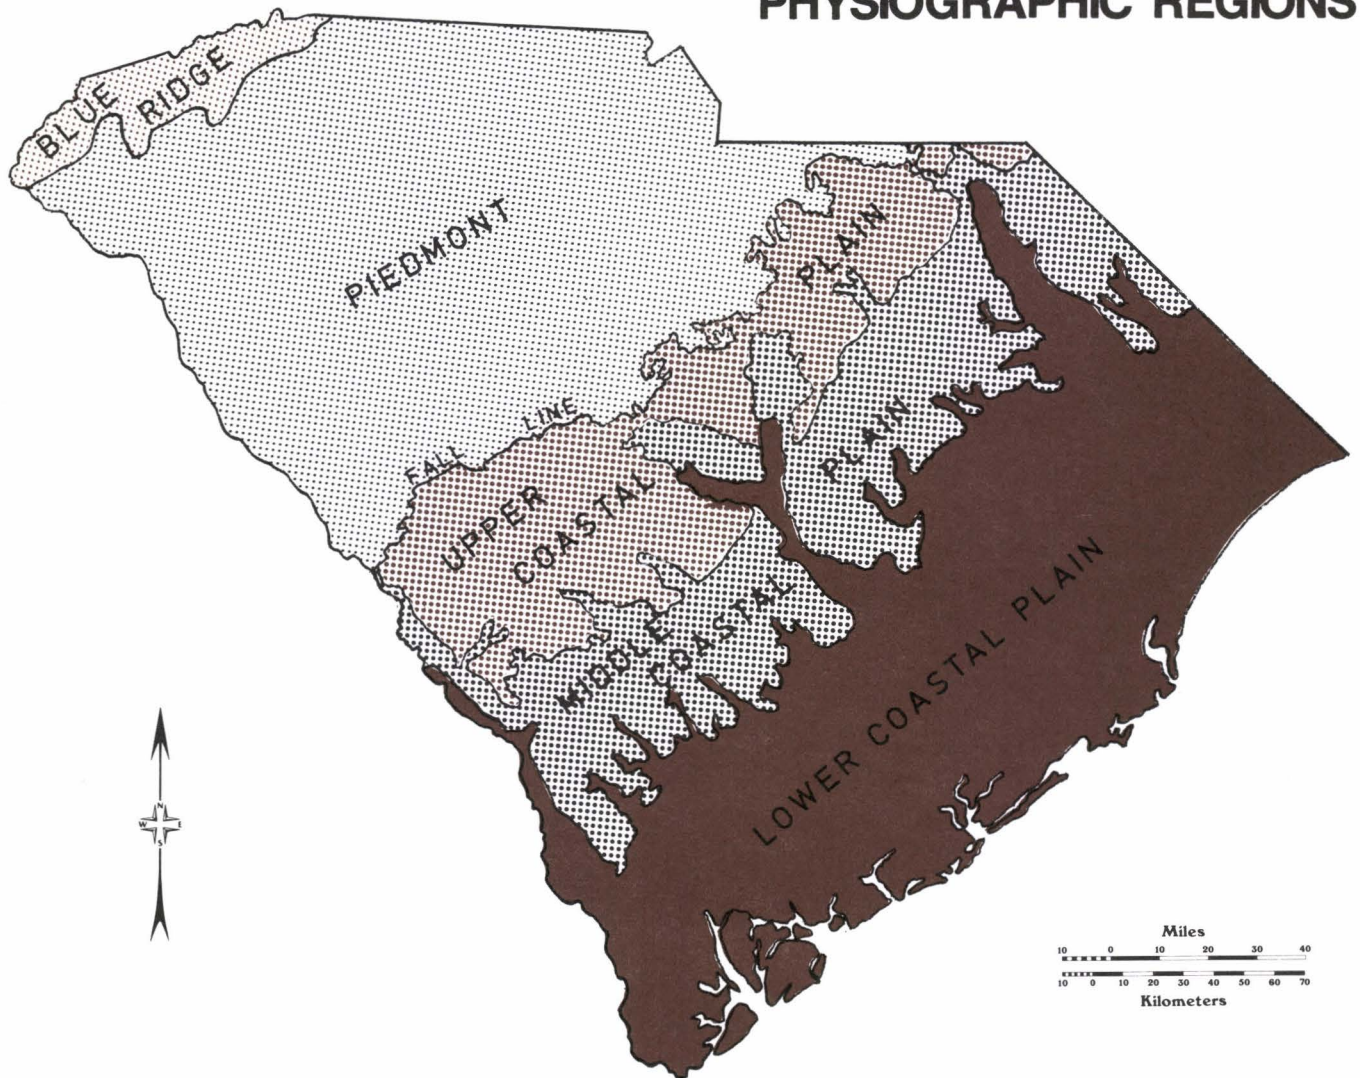 PHYSIOGRAPHIC REGIONS
BLUE RIDGE
PIEDMONT
FALL LINE
UPPER
COASTAL
PLAIN
MIDDLE
COASTAL
PLAIN
LOWER COASTAL PLAIN
N
W E
S
Miles
10 0 10 20 30 40
10 0 10 20 30 40 50 60 70
Kilometers